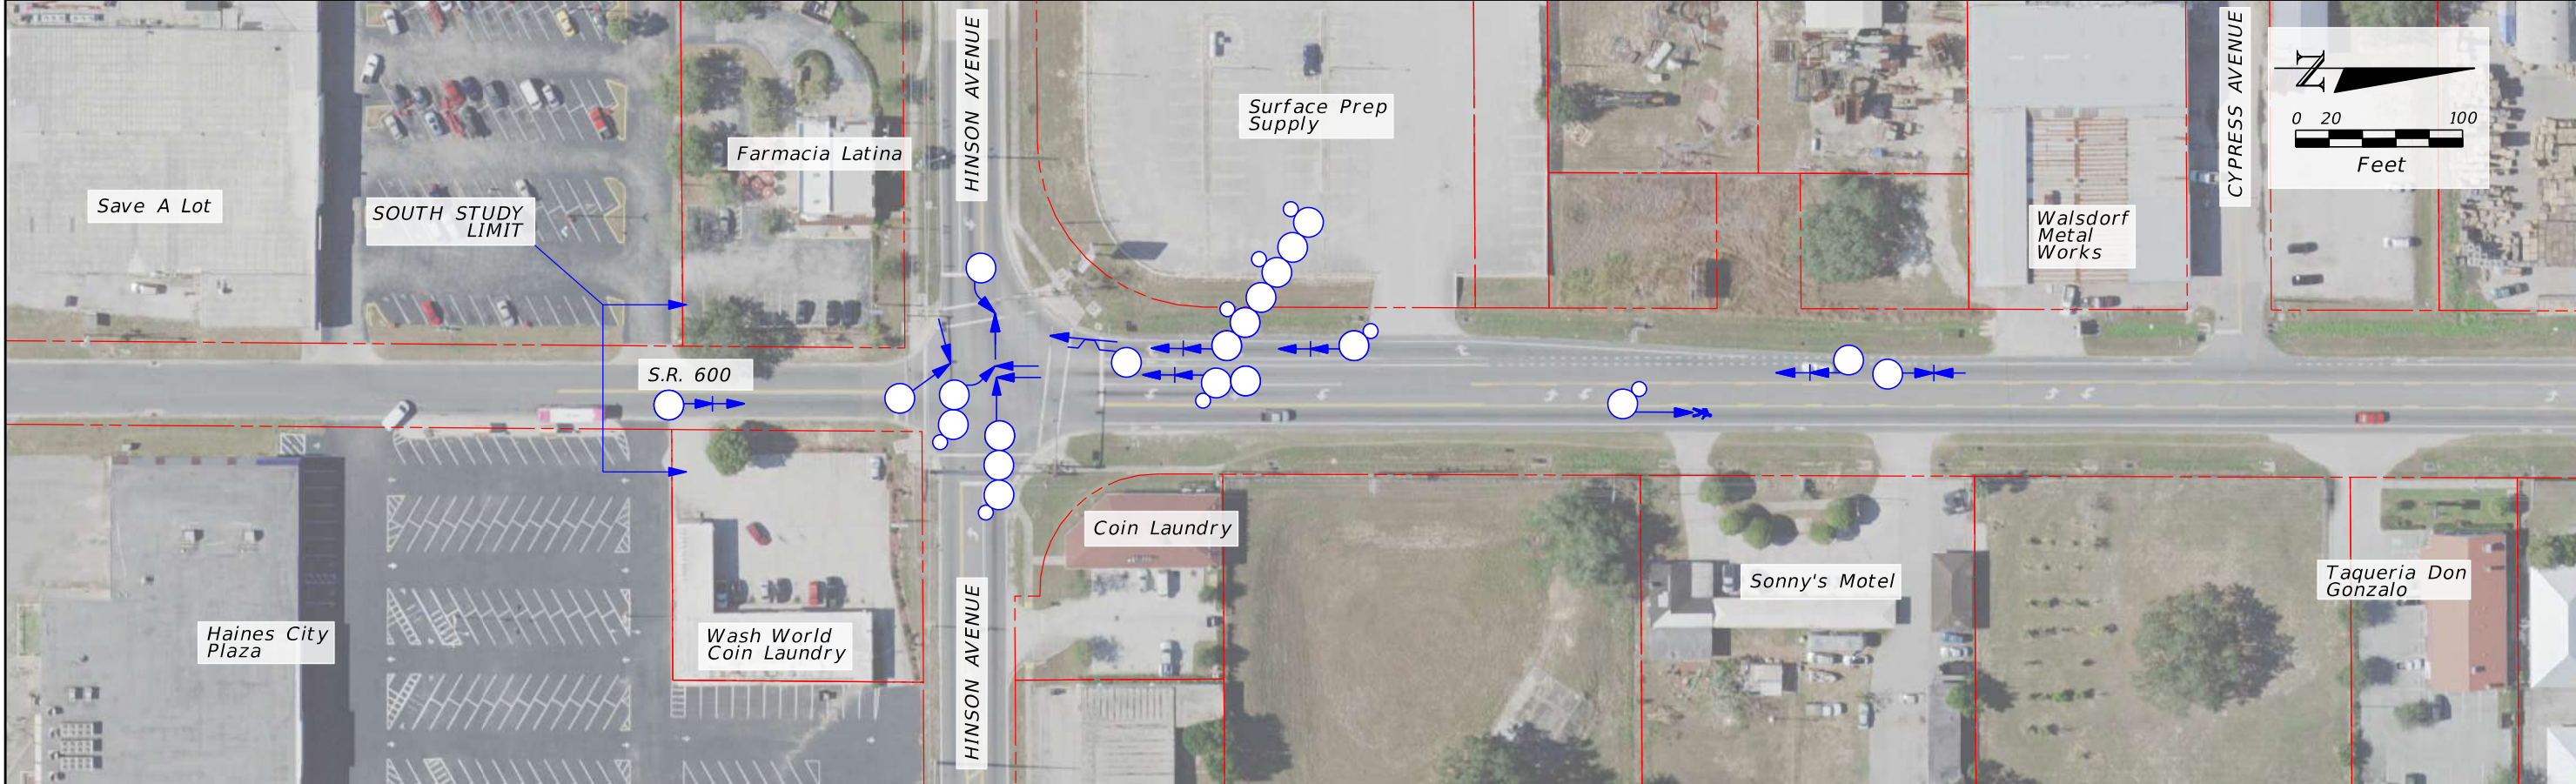 HINSON AVENUE
CYPRESS AVENUE
N
0 20 100
Feet
Surface Prep
Supply
Farmacia Latina
Save A Lot
SOUTH STUDY
LIMIT
Walsdorf
Metal
Works
S.R. 600
Coin Laundry
Sonny's Motel
Taqueria Don
Gonzalo
Haines City
Plaza
Wash World
Coin Laundry
HINSON AVENUE